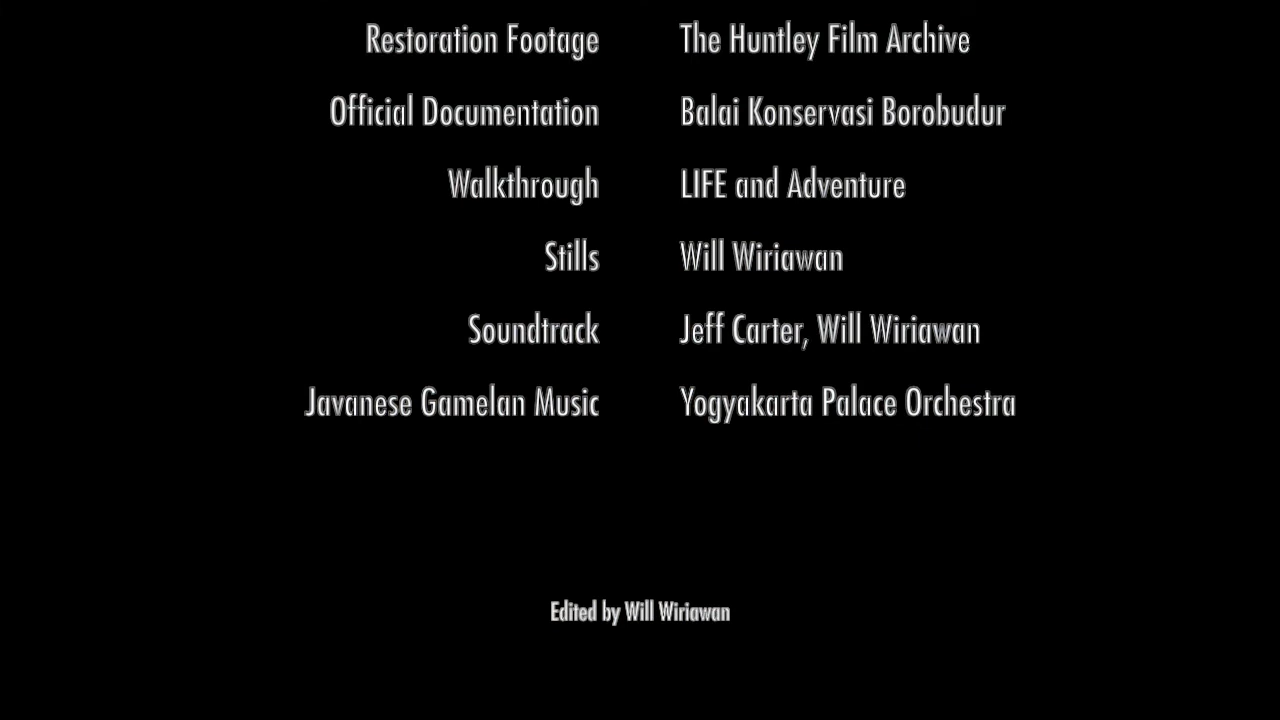 Restoration Footage The Huntley Film Archive
Official Documentation Balai Konservasi Borobudur
Walkthrough LIFE and Adventure
Stills Will Wiriawan
Soundtrack Jeff Carter, Will Wiriawan
Javanese Gamelan Music Yogyakarta Palace Orchestra
Edited by Will Wiriawan